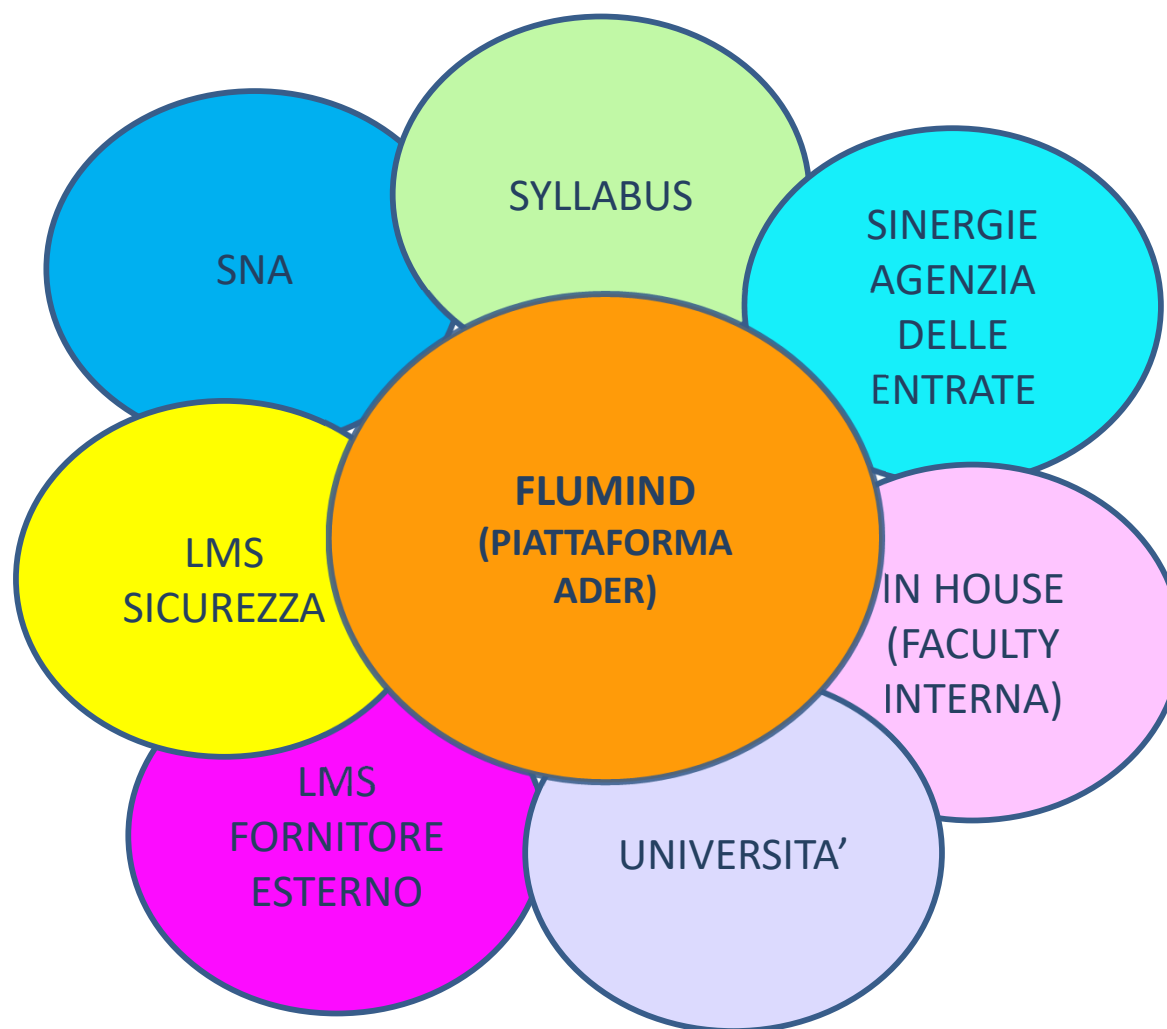 SYLLABUS
SNA
SINERGIE
AGENZIA
DELLE
ENTRATE
FLUMIND
(PIATTAFORMA
ADER)
LMS
SICUREZZA
IN HOUSE
(FACULTY
INTERNA)
LMS
FORNITORE
ESTERNO
UNIVERSITA’